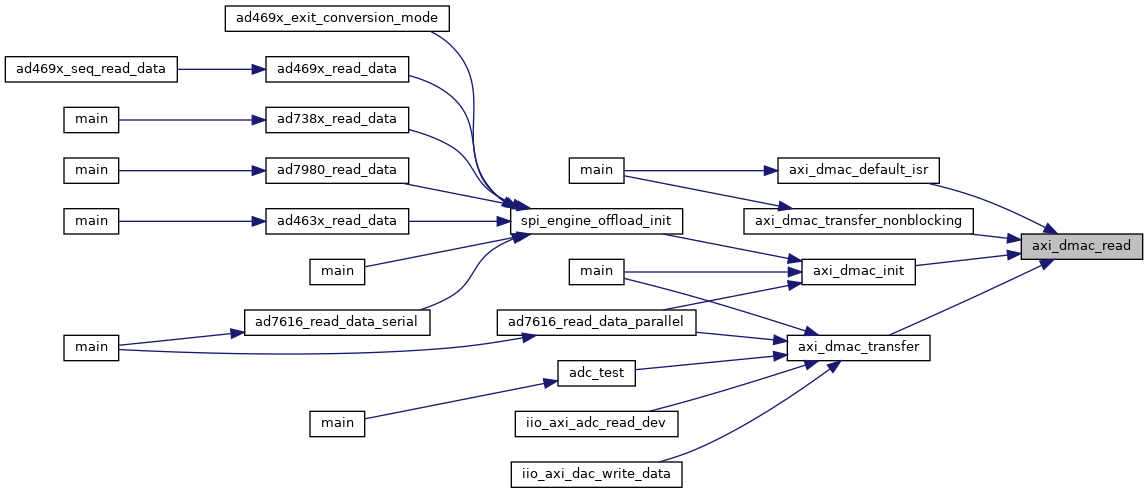 ad469x_exit_conversion_mode
ad469x_seq_read_data
ad469x_read_data
main
ad738x_read_data
main
ad7980_read_data
main
axi_dmac_default_isr
main
ad463x_read_data
spi_engine_offload_init
axi_dmac_transfer_nonblocking
axi_dmac_read
main
main
axi_dmac_init
ad7616_read_data_serial
ad7616_read_data_parallel
main
axi_dmac_transfer
adc_test
main
iio_axi_adc_read_dev
iio_axi_dac_write_data